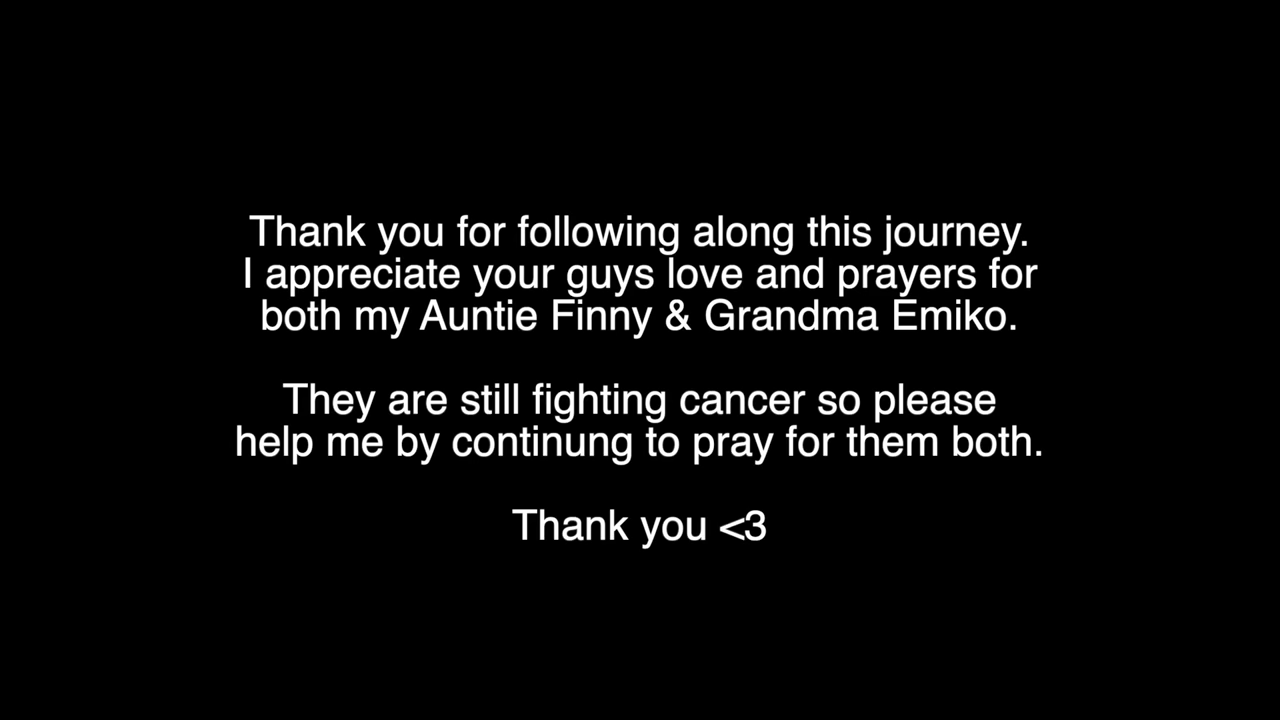 Thank you for following along this journey.
I appreciate your guys love and prayers for
both my Auntie Finny & Grandma Emiko.
They are still fighting cancer so please
help me by continung to pray for them both.
Thank you <3